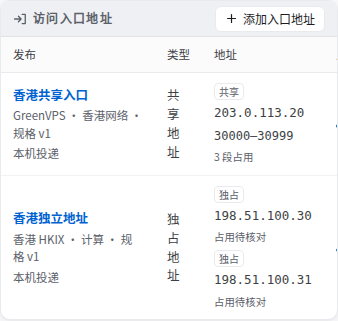 访问入口地址
+ 添加入口地址
发布 类型 地址
香港共享入口
GreenVPS · 香港网络 ·
规格 v1
本机投递
共
享
地
址
共享
203.0.113.20
30000–30999
3 段占用
香港独立地址
香港 HKIX · 计算 · 规
格 v1
本机投递
独
占
地
址
独占
198.51.100.30
占用待核对
独占
198.51.100.31
占用待核对